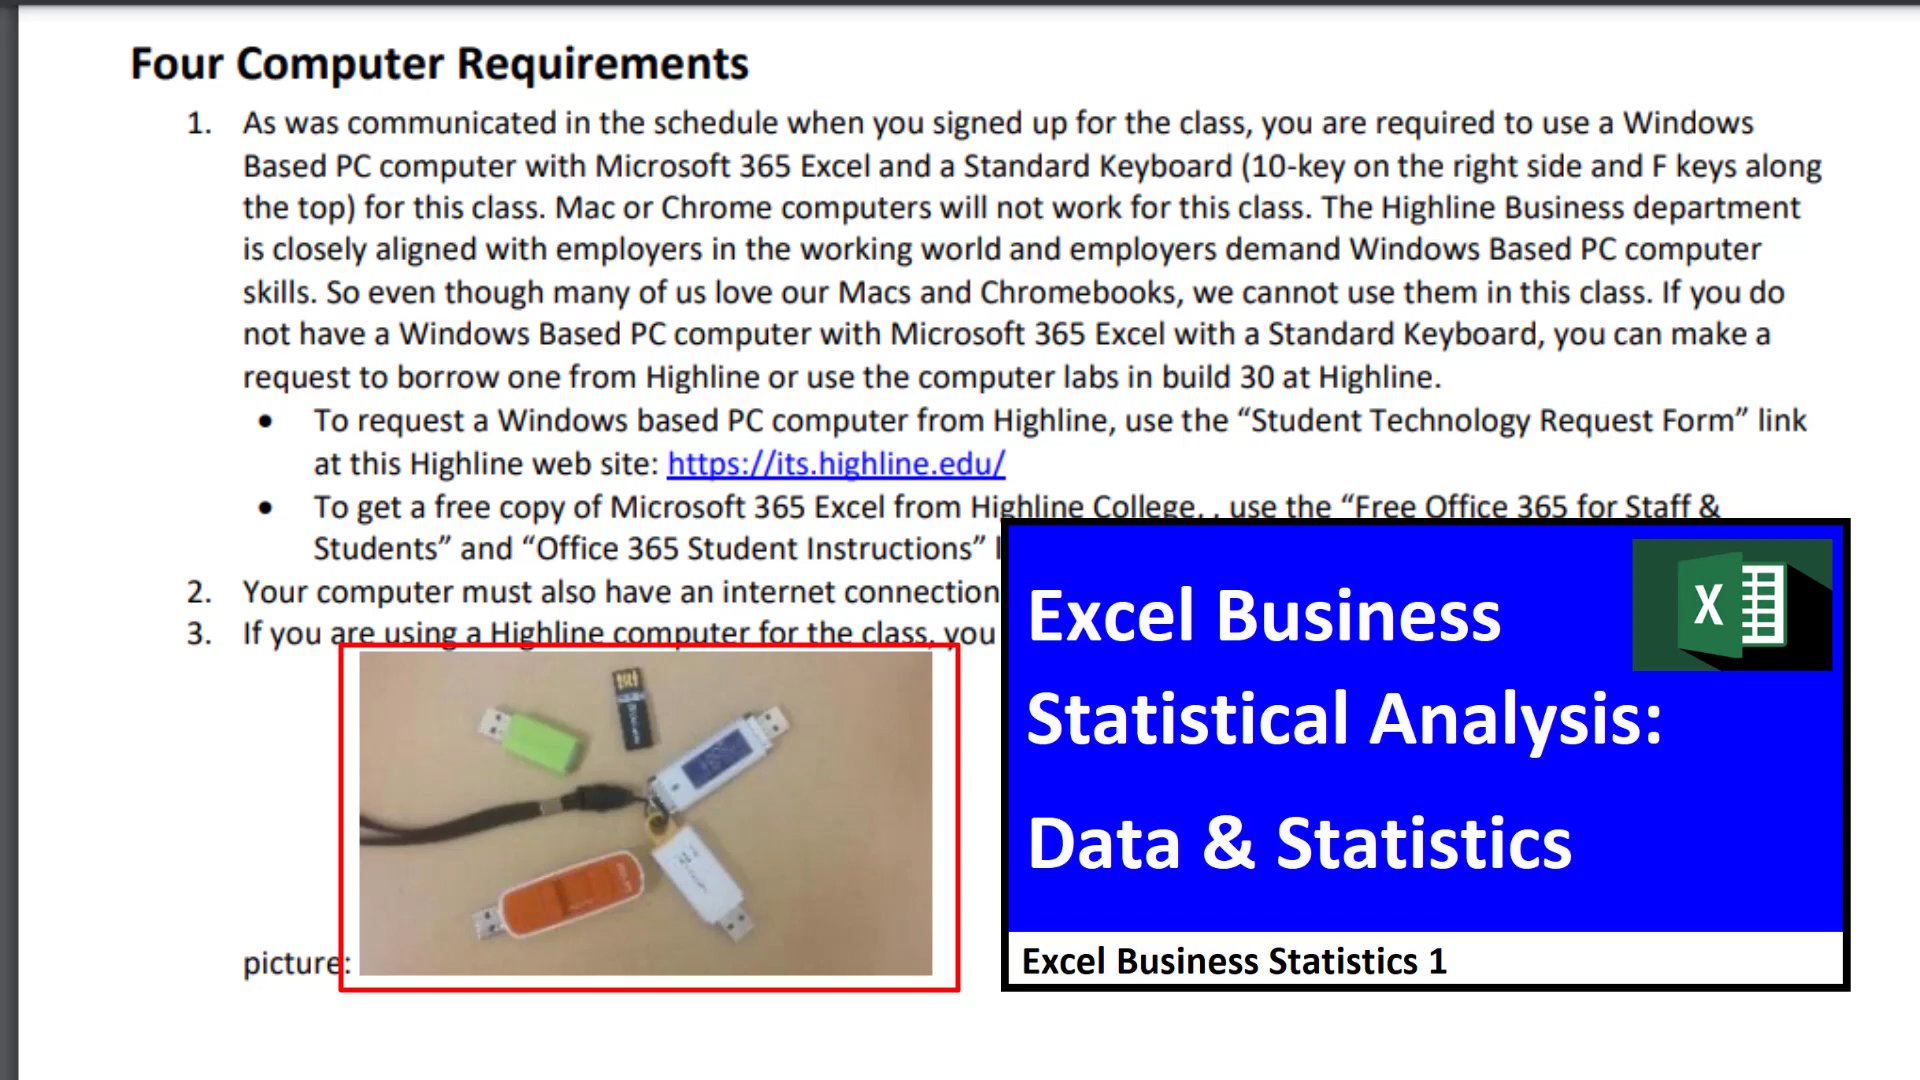 Four Computer Requirements
1. As was communicated in the schedule when you signed up for the class, you are required to use a Windows
Based PC computer with Microsoft 365 Excel and a Standard Keyboard (10-key on the right side and F keys along
the top) for this class. Mac or Chrome computers will not work for this class. The Highline Business department
is closely aligned with employers in the working world and employers demand Windows Based PC computer
skills. So even though many of us love our Macs and Chromebooks, we cannot use them in this class. If you do
not have a Windows Based PC computer with Microsoft 365 Excel with a Standard Keyboard, you can make a
request to borrow one from Highline or use the computer labs in build 30 at Highline.
• To request a Windows based PC computer from Highline, use the “Student Technology Request Form” link
at this Highline web site: https://its.highline.edu/
• To get a free copy of Microsoft 365 Excel from Highline College, , use the “Free Office 365 for Staff &
Students” and “Office 365 Student Instructions”
2. Your computer must also have an internet connection
3. If you are using a Highline computer for the class, you
picture:
Excel Business
Statistical Analysis:
Data & Statistics
X
Excel Business Statistics 1